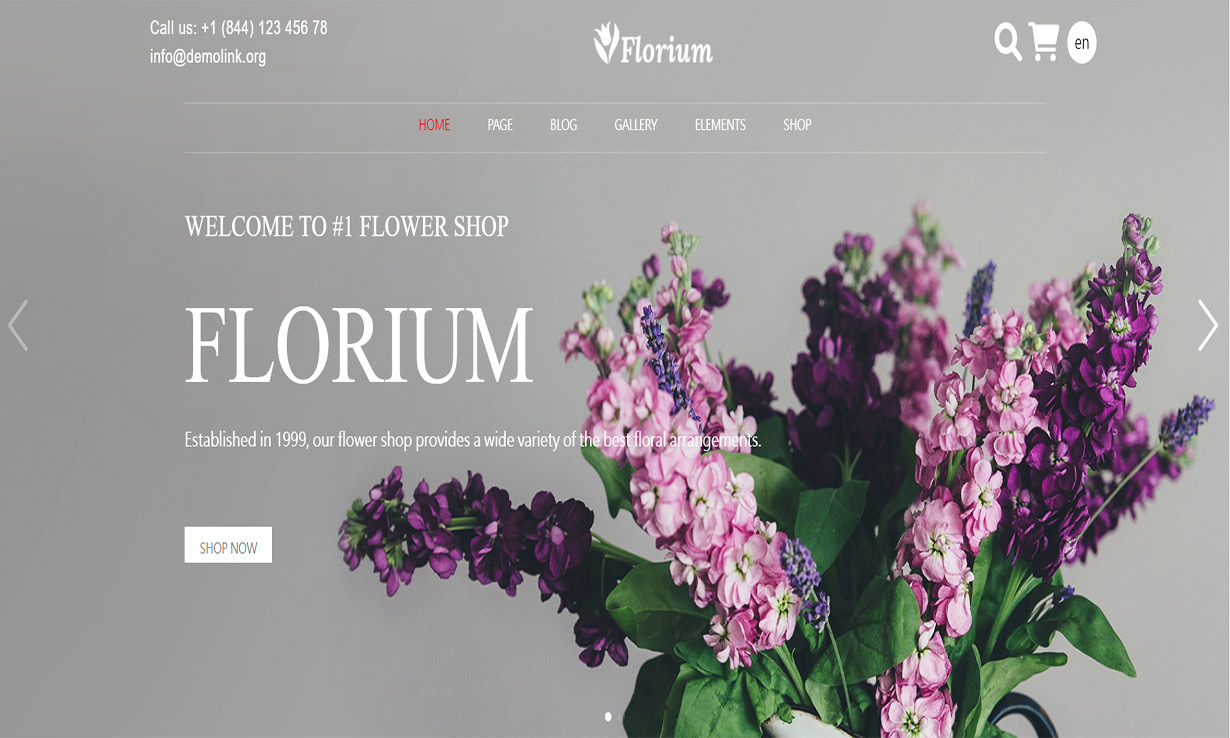 Call us: +1 (844) 123 456 78
info@demolink.org
Florium
en
HOME PAGE BLOG GALLERY ELEMENTS SHOP
WELCOME TO #1 FLOWER SHOP
FLORIUM
Established in 1999, our flower shop provides a wide variety of the best floral arrangements.
SHOP NOW